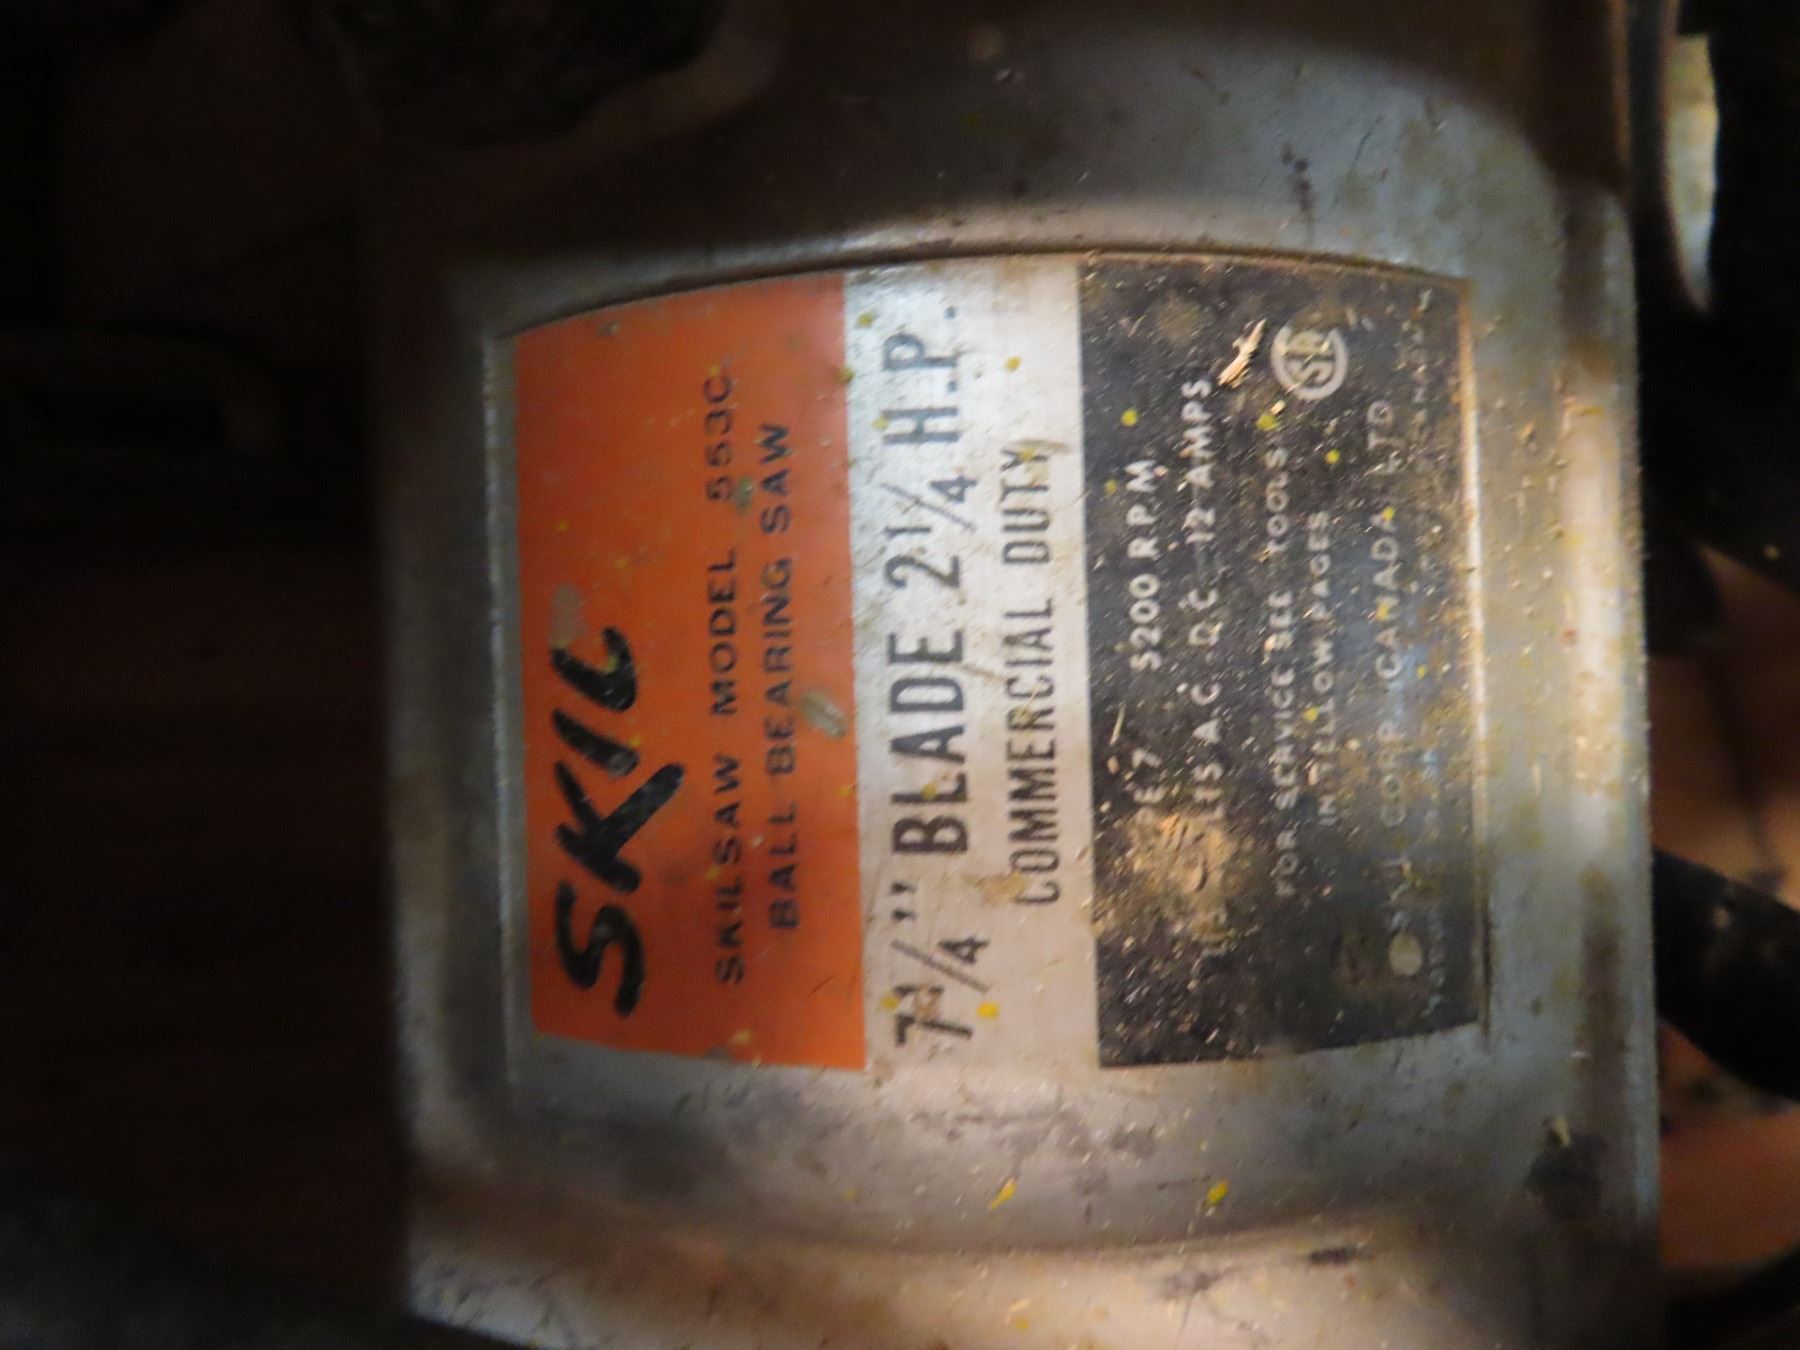 SKIL
SKILSAW MODEL 553C
BALL BEARING SAW
7 1/4" BLADE 2 1/4 H.P.
COMMERCIAL DUTY
5200 R.P.M.
115 A.C. D.C. 12 AMPS
FOR SERVICE SEE TOOLS
IN YELLOW PAGES
CORP. CANADA LTD